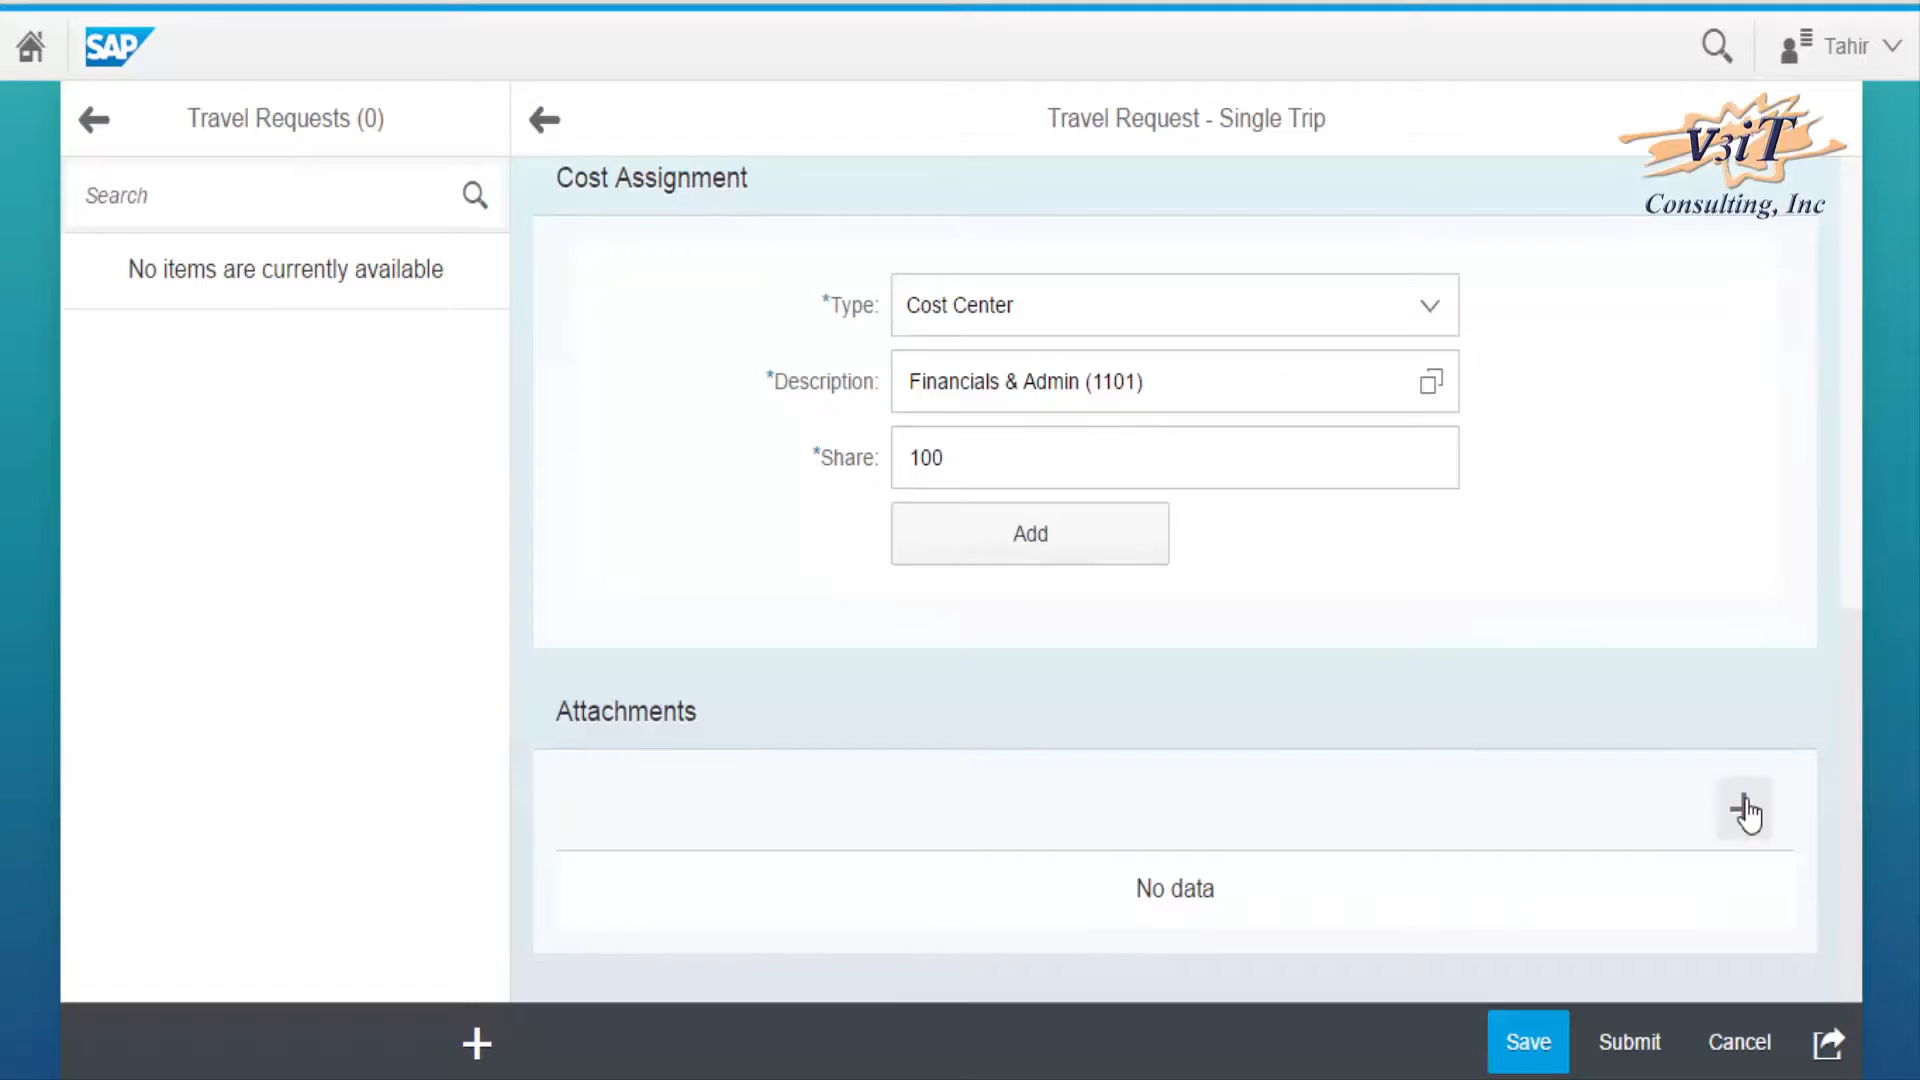 SAP
Tahir
Travel Requests (0)
Travel Request - Single Trip
V3iT
Consulting, Inc
Search
No items are currently available
Cost Assignment
*Type: Cost Center
*Description: Financials & Admin (1101)
*Share: 100
Add
Attachments
No data
Save Submit Cancel